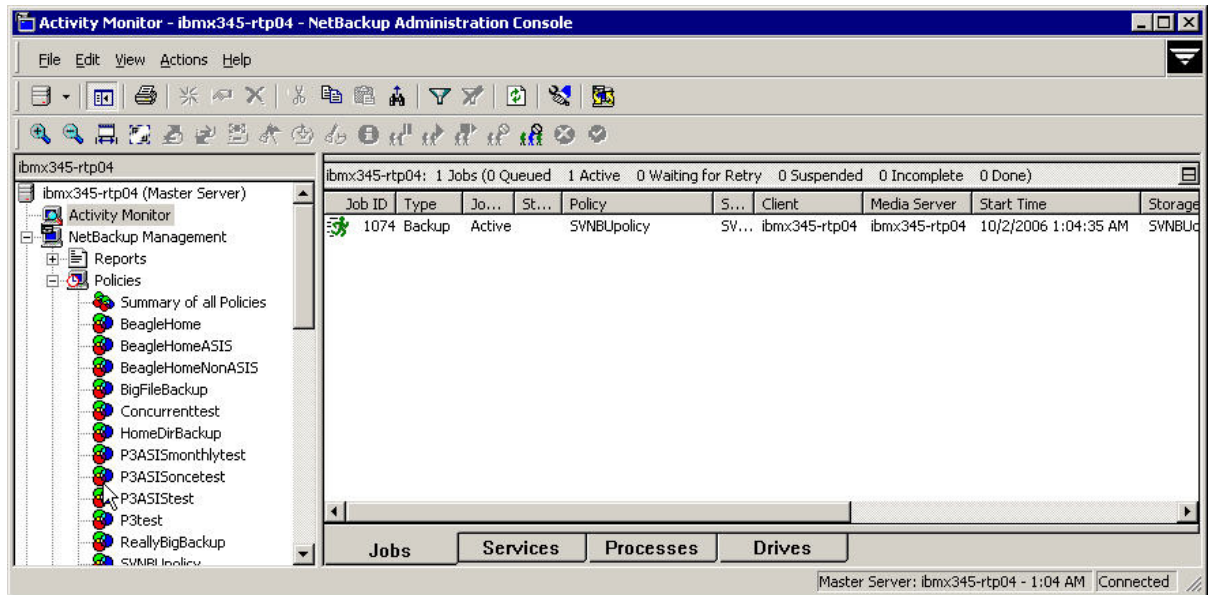 Activity Monitor - ibmx345-rtp04 - NetBackup Administration Console
File Edit View Actions Help
ibmx345-rtp04
ibmx345-rtp04 (Master Server)
Activity Monitor
NetBackup Management
Reports
Policies
Summary of all Policies
BeagleHome
BeagleHomeASIS
BeagleHomeNonASIS
BigFileBackup
Concurrenttest
HomeDirBackup
P3ASISmonthlytest
P3ASISoncetest
P3ASIStest
P3test
ReallyBigBackup
SVNBUpolicy
ibmx345-rtp04: 1 Jobs (0 Queued 1 Active 0 Waiting for Retry 0 Suspended 0 Incomplete 0 Done)
Job ID Type Jo... St... Policy S... Client Media Server Start Time Storage
1074 Backup Active SVNBUpolicy SV... ibmx345-rtp04 ibmx345-rtp04 10/2/2006 1:04:35 AM SVNBU
Jobs Services Processes Drives
Master Server: ibmx345-rtp04 - 1:04 AM Connected